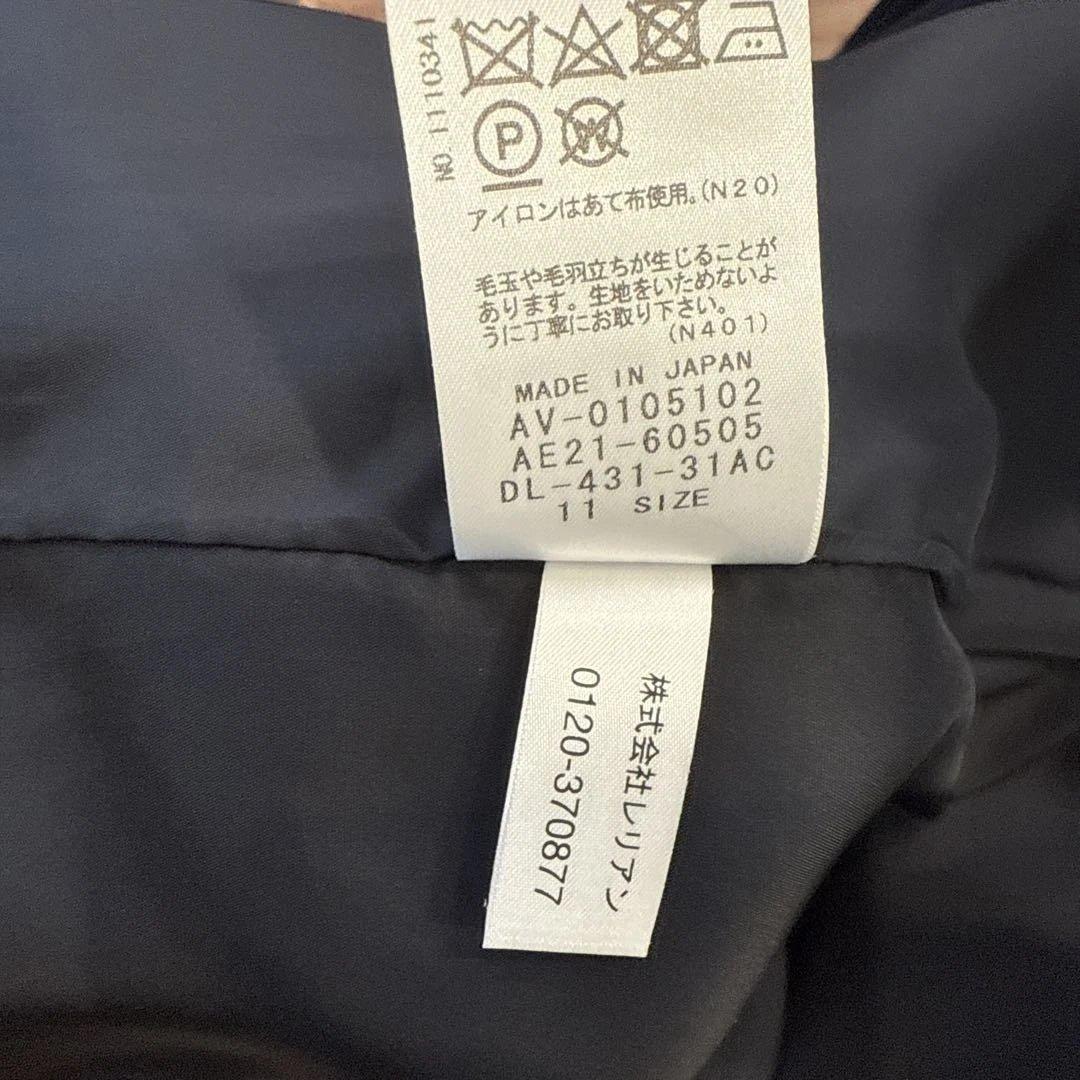 NO.1110341
P
W
アイロンはあて布使用。(N20)
毛玉や毛羽立ちが生じることが
あります。生地をいためないよ
うに丁寧にお取り下さい。
(N401)
MADE IN JAPAN
AV-0105102
AE21-60505
DL-431-31AC
11 SIZE
株式会社レリアン
0120-370877